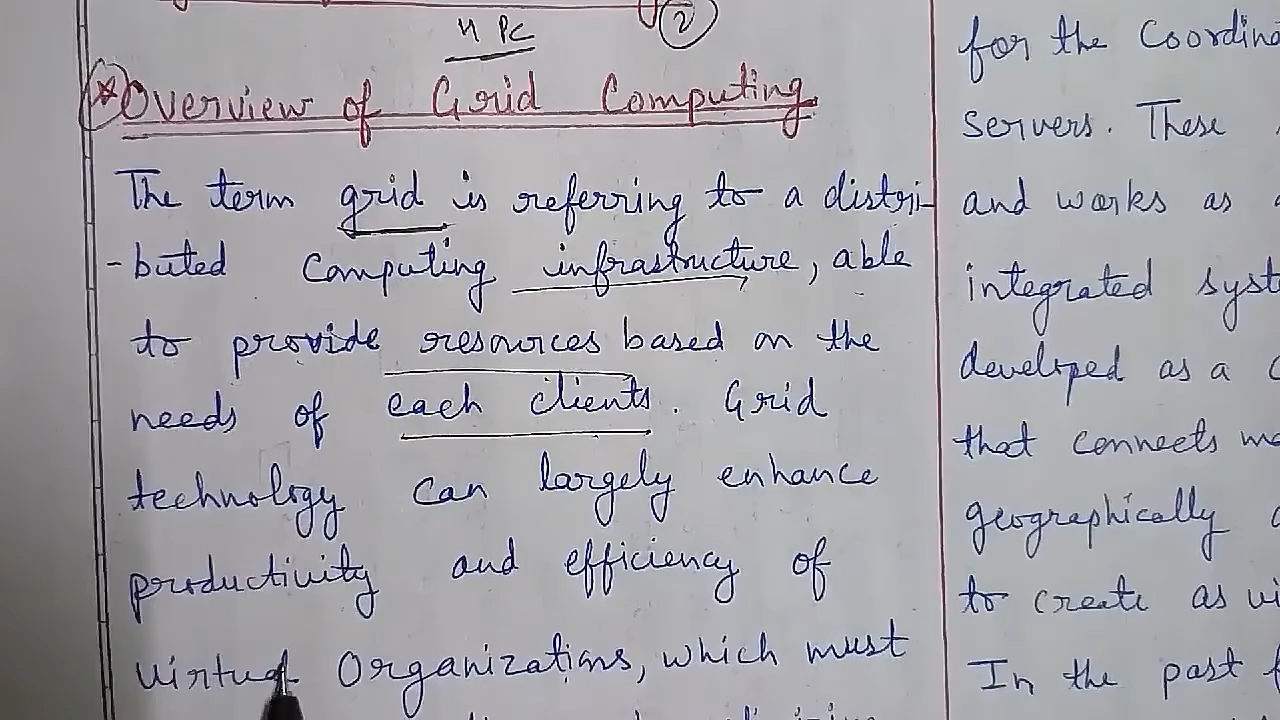 HPC
2
Overview of Grid Computing
The term grid is referring to a distri-
-buted Computing infrastructure, able
to provide resources based on the
needs of each clients. Grid
technology can largely enhance
productivity and efficiency of
virtual Organizations, which must
for the Coordina
servers. These
and works as a
integrated syst
developed as a c
that connects mo
geographically
to create as vi
In the past f